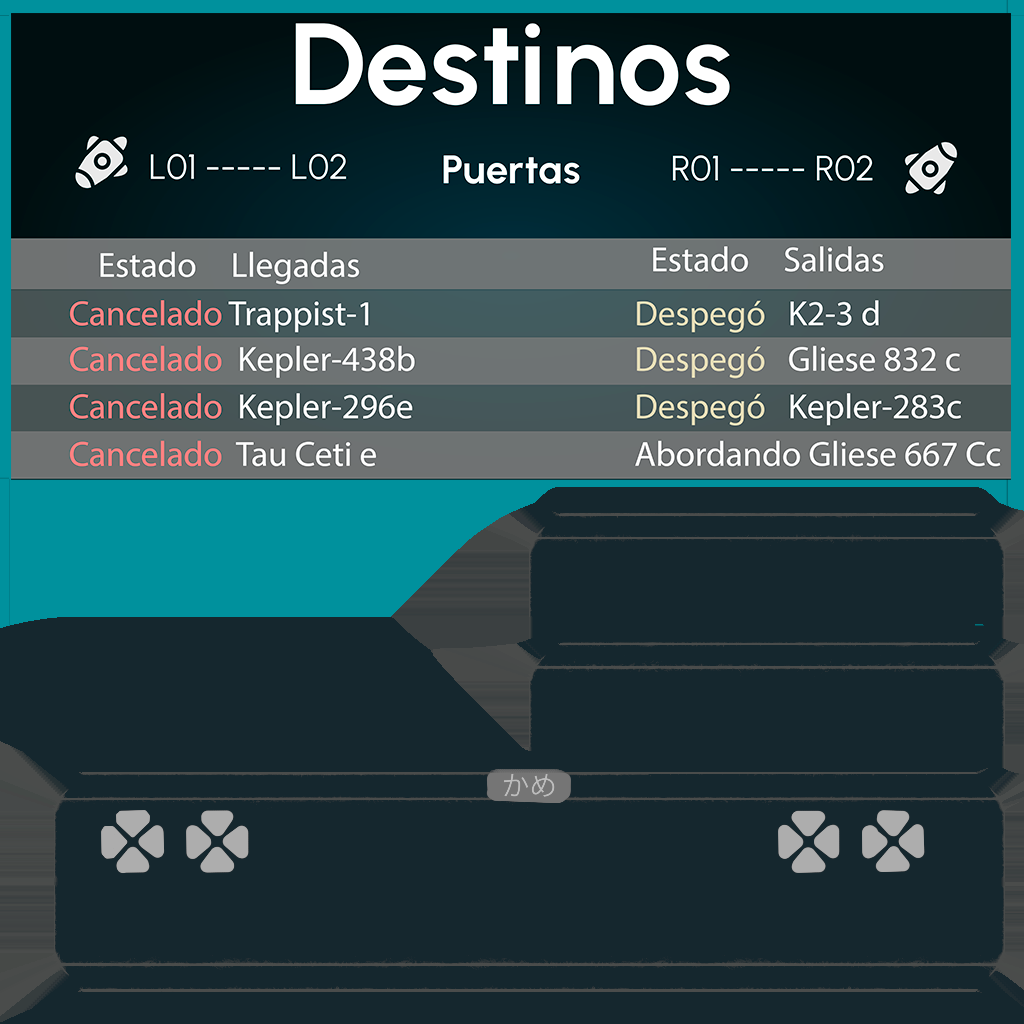 Destinos
L01 ----- L02 Puertas R01 ----- R02
Estado Llegadas Estado Salidas
Cancelado Trappist-1 Despegó K2-3 d
Cancelado Kepler-438b Despegó Gliese 832 c
Cancelado Kepler-296e Despegó Kepler-283c
Cancelado Tau Ceti e Abordando Gliese 667 Cc
かめ